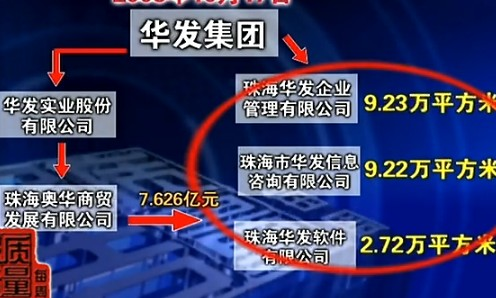 华发集团
珠海华发企业
管理有限公司
9.23万平方米
华发实业股份
有限公司
珠海市华发信息
咨询有限公司
9.22万平方米
珠海奥华商贸
发展有限公司
7.626亿元
珠海华发软件
有限公司
2.72万平方米
质量
每周